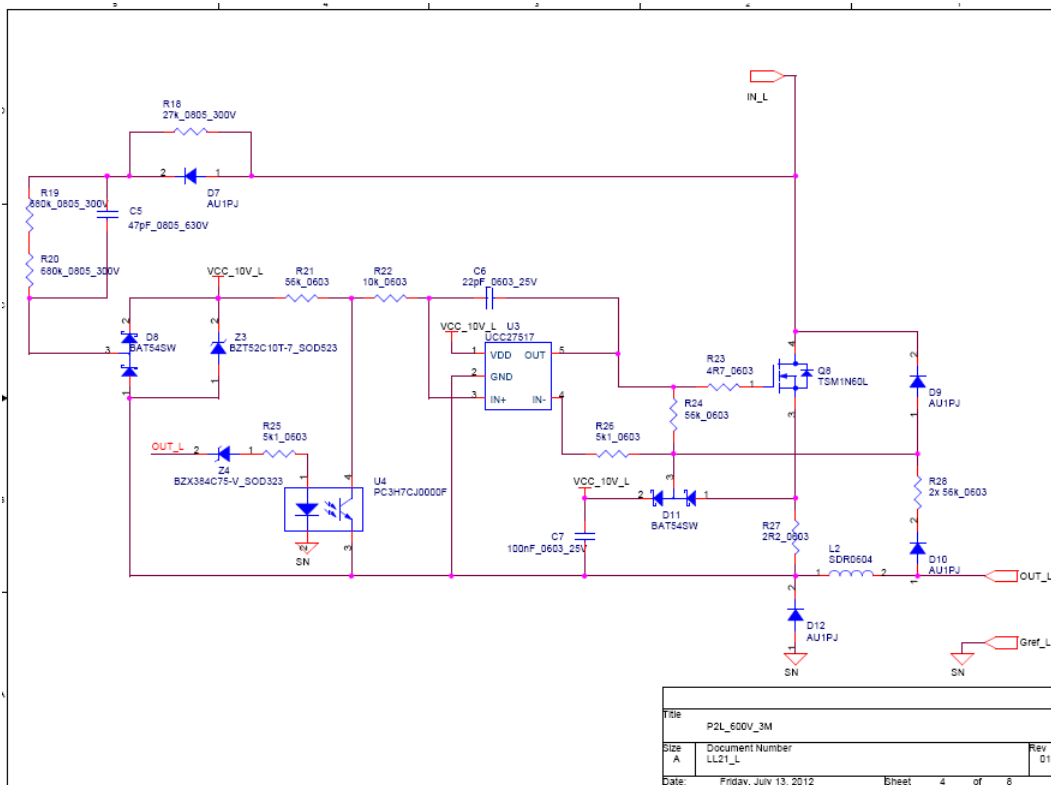 IN_L
R18
27k_0805_300V
2
1
D7
AU1PJ
R19
680k_0805_300V
C5
47pF_0805_630V
R20
680k_0805_300V
VCC_10V_L
R21
56k_0603
R22
10k_0603
C6
22pF_0603_25V
2
D8
BAT54SW
3
1
2
Z3
BZT52C10T-7_SOD523
1
VCC_10V_L
U3
UCC27517
1
VDD
OUT
5
2
GND
3
IN+
IN-
4
R23
4R7_0603
1
4
Q8
TSM1N60L
3
2
D9
AU1PJ
1
R24
56k_0603
R25
5k1_0603
OUT_L
2
1
Z4
BZX384C75-V_SOD323
R26
5k1_0603
1
4
U4
PC3H7CJ0000F
2
3
SN
VCC_10V_L
3
2
1
D11
BAT54SW
C7
100nF_0603_25V
R28
2x 56k_0603
R27
2R2_0603
L2
SDR0604
1
2
2
D10
AU1PJ
1
OUT_L
2
D12
AU1PJ
1
SN
SN
Gref_L
Title
P2L_600V_3M
Size
Document Number
Rev
A
LL21_L
01
Date:
Friday, July 13, 2012
Sheet
4
of
8